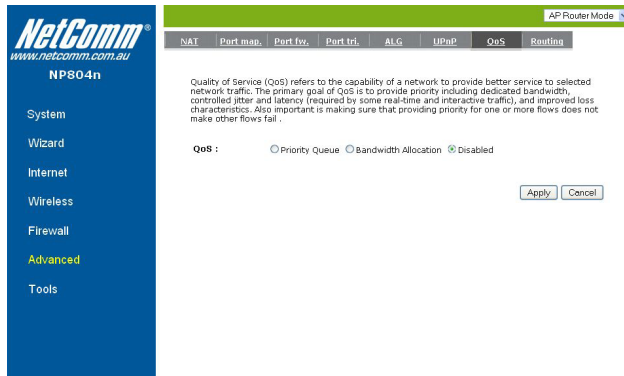 AP Router Mode
NetComm®
www.netcomm.com.au
NP804n
System
Wizard
Internet
Wireless
Firewall
Advanced
Tools
NAT Port map. Port fw. Port tri. ALG UPnP QoS Routing
Quality of Service (QoS) refers to the capability of a network to provide better service to selected
network traffic. The primary goal of QoS is to provide priority including dedicated bandwidth,
controlled jitter and latency (required by some real-time and interactive traffic), and improved loss
characteristics. Also important is making sure that providing priority for one or more flows does not
make other flows fail .
QoS : Priority Queue Bandwidth Allocation Disabled
Apply Cancel